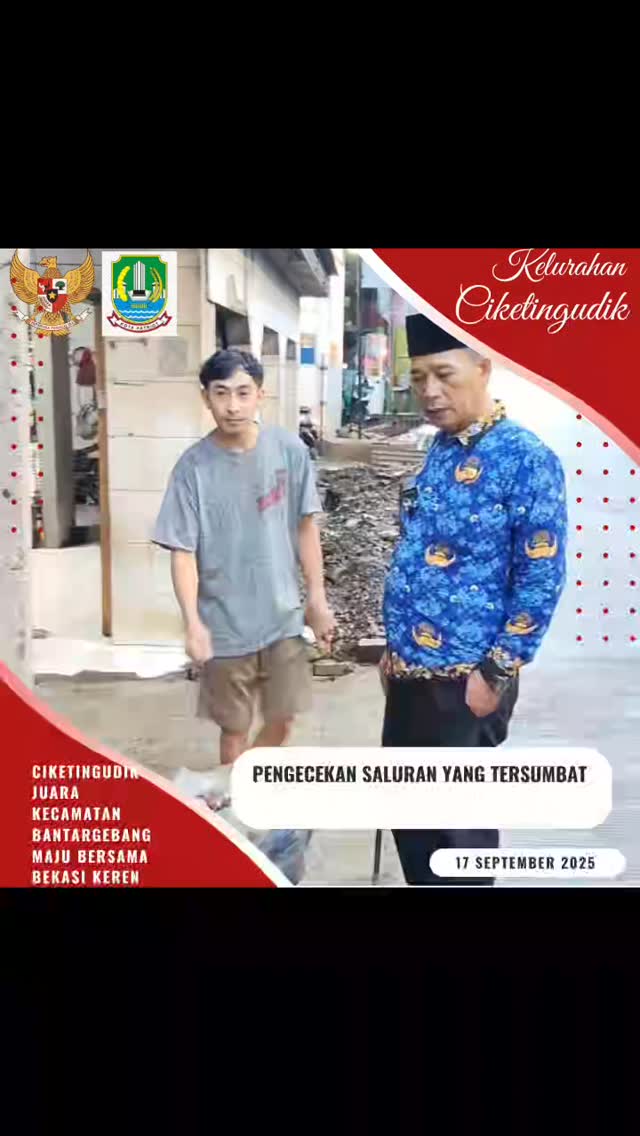 Kelurahan
Ciketingudik
PENGECEKAN SALURAN YANG TERSUMBAT
17 SEPTEMBER 2025
CIKETINGUDIK
JUARA
KECAMATAN
BANTARGEBANG
MAJU BERSAMA
BEKASI KEREN